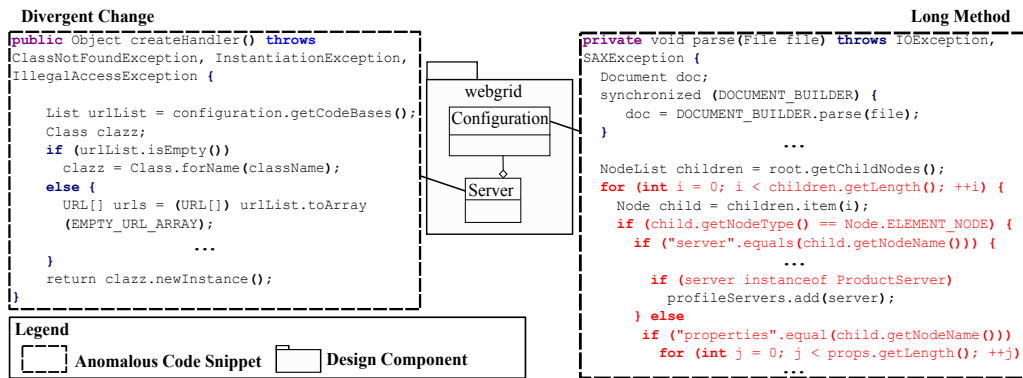 Divergent Change
public Object createHandler() throws
ClassNotFoundException, InstantiationException,
IllegalAccessException {
List urlList = configuration.getCodeBases();
Class clazz;
if (urlList.isEmpty())
clazz = Class.forName(className);
else {
URL[] urls = (URL[]) urlList.toArray
(EMPTY_URL_ARRAY);
...
}
return clazz.newInstance();
}
webgrid
Configuration
Server
Long Method
private void parse(File file) throws IOException,
SAXException {
Document doc;
synchronized (DOCUMENT_BUILDER) {
doc = DOCUMENT_BUILDER.parse(file);
}
...
NodeList children = root.getChildNodes();
for (int i = 0; i < children.getLength(); ++i) {
Node child = children.item(i);
if (child.getNodeType() == Node.ELEMENT_NODE) {
if ("server".equals(child.getNodeName())) {
...
if (server instanceof ProductServer)
profileServers.add(server);
} else
if ("properties".equal(child.getNodeName()))
for (int j = 0; j < props.getLength(); ++j)
...
Legend
Anomalous Code Snippet
Design Component